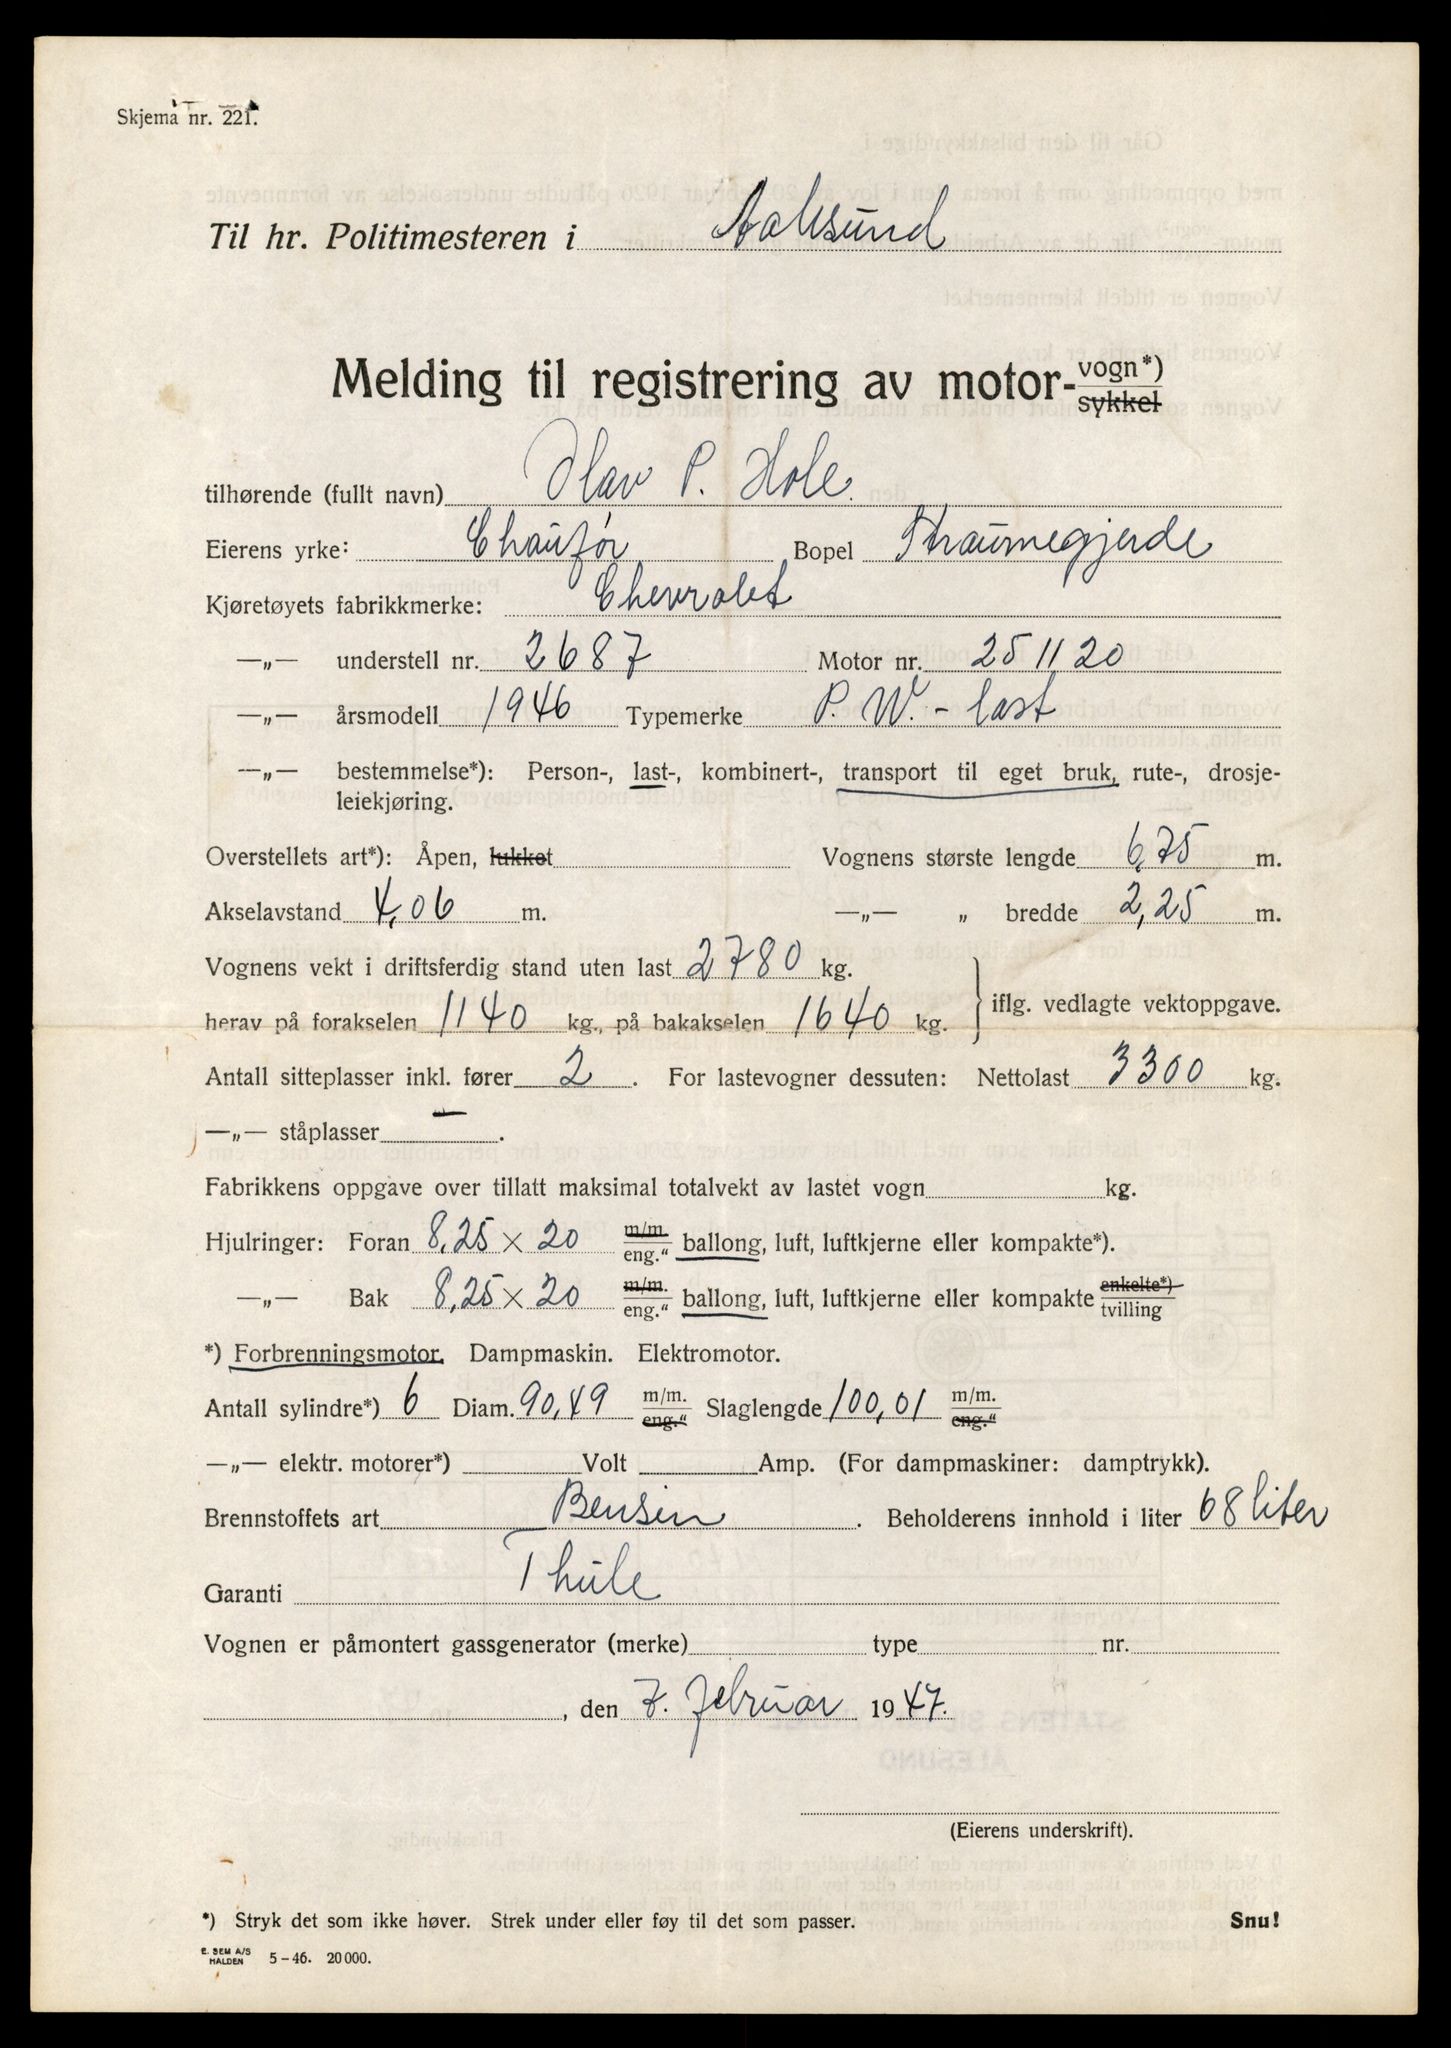 Skjema nr. 221.
Til hr. Politimesteren i Aalesund
Melding til registrering av motor- vogn*) sykkel
tilhørende (fullt navn) Olav P. Hole.
Eierens yrke: Chaufør Bopel Straumegjerde
Kjøretøyets fabrikkmerke: Chevrolet
—„— understell nr. 2687 Motor nr. 251120
—„— årsmodell 1946 Typemerke P. W. - last
—„— bestemmelse*): Person-, last-, kombinert-, transport til eget bruk, rute-, drosje-
leiekjøring.
Overstellets art*): Åpen, lukket Vognens største lengde 6,75 m.
Akselavstand 4,06 m. —„— „ bredde 2,25 m.
Vognens vekt i driftsferdig stand uten last 2780 kg.
herav på forakselen 1140 kg., på bakakselen 1640 kg. iflg. vedlagte vektoppgave.
Antall sitteplasser inkl. fører 2. For lastevogner dessuten: Nettolast 3300 kg.
—„— ståplasser —.
Fabrikkens oppgave over tillatt maksimal totalvekt av lastet vogn kg.
Hjulringer: Foran 8,25 × 20 m/m. eng.“ ballong, luft, luftkjerne eller kompakte*).
—„— Bak 8,25 × 20 m/m. eng.“ ballong, luft, luftkjerne eller kompakte enkelte*) tvilling
*) Forbrenningsmotor. Dampmaskin. Elektromotor.
Antall sylindre*) 6 Diam. 90,49 m/m. eng.“ Slaglengde 100,01 m/m. eng.“
—„— elektr. motorer*) Volt Amp. (For dampmaskiner: damptrykk).
Brennstoffets art Bensin. Beholderens innhold i liter 68 liter
Garanti Thule
Vognen er påmontert gassgenerator (merke) type nr.
, den 7. februar 1947.
(Eierens underskrift).
*) Stryk det som ikke høver. Strek under eller føy til det som passer. Snu!
E. SEM A/S HALDEN 5-46. 20000.